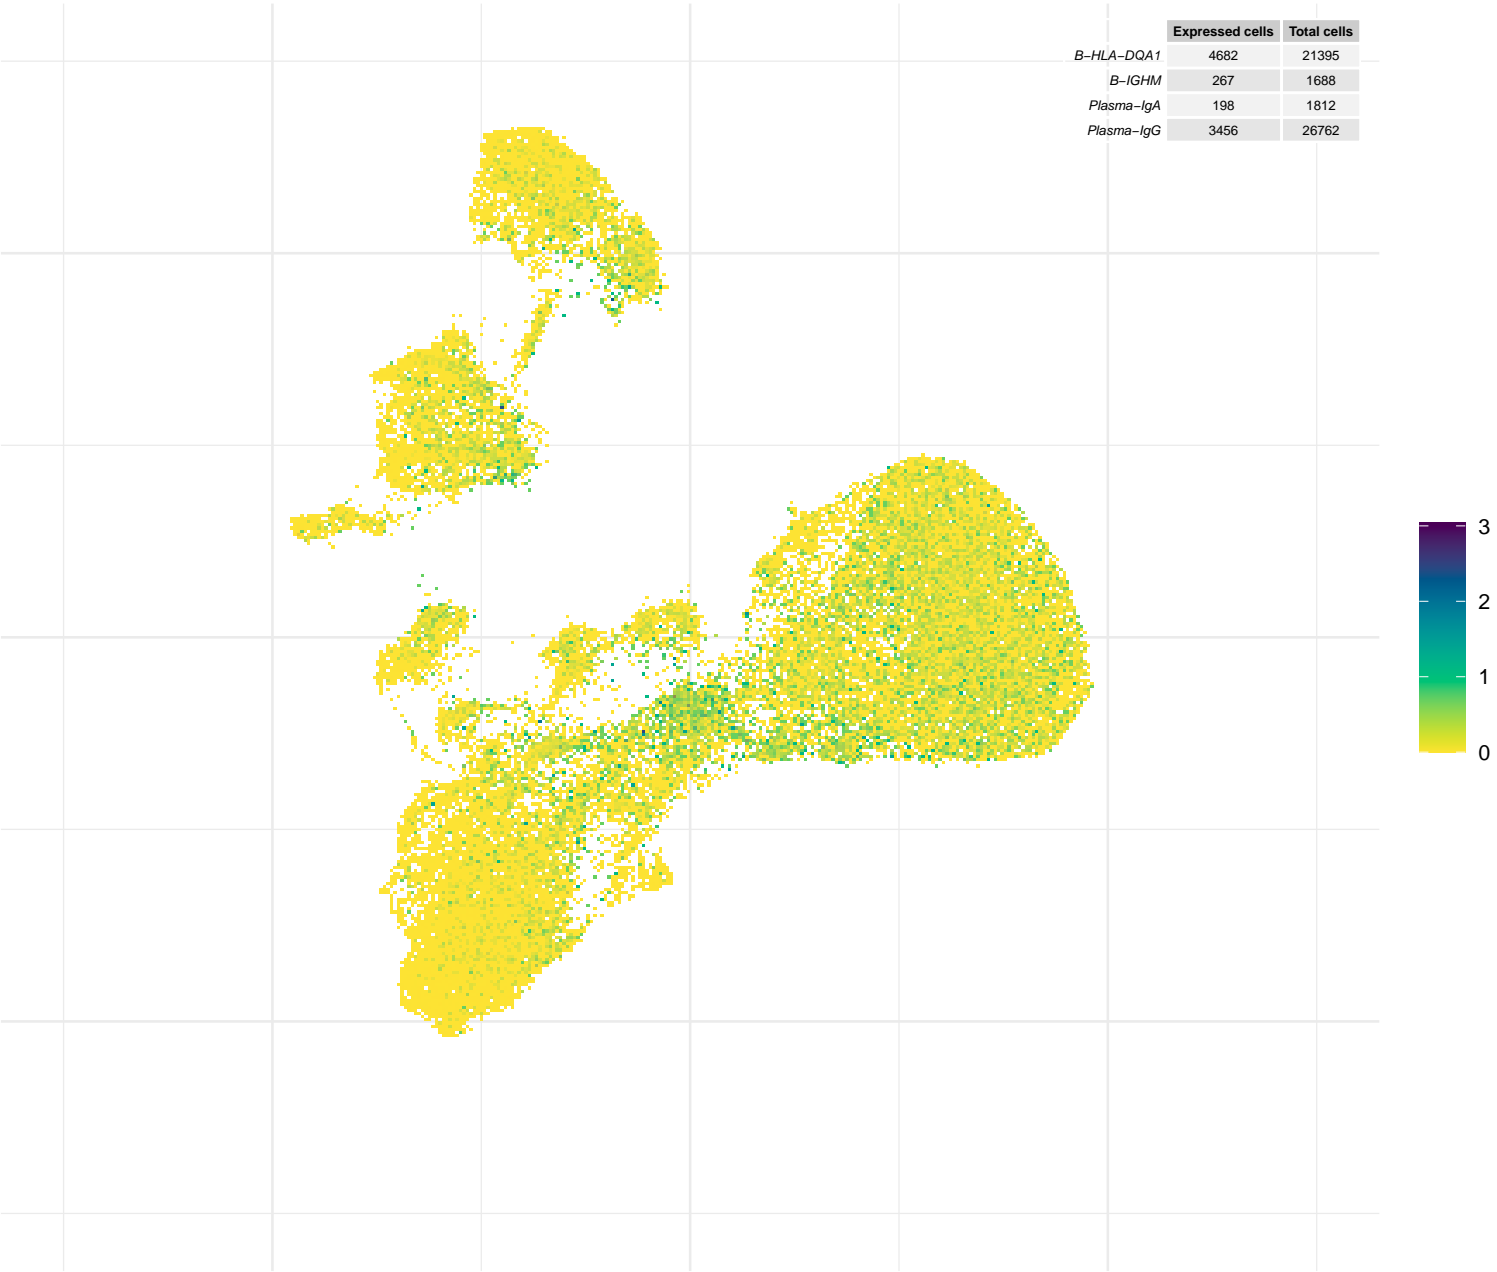 Expressed cells Total cells
B−HLA−DQA1 4682 21395
B−IGHM 267 1688
Plasma−IgA 198 1812
Plasma−IgG 3456 26762
3
2
1
0